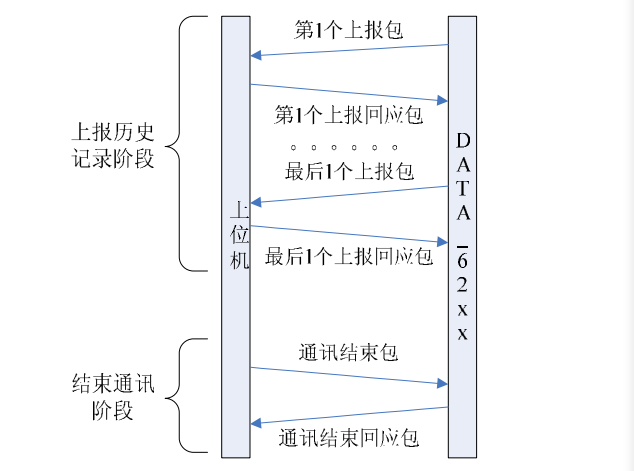 第1个上报包
第1个上报回应包
。。。。。。
上报历史
记录阶段
最后1个上报包
上位机
DATA_62xx
最后1个上报回应包
通讯结束包
结束通讯
阶段
通讯结束回应包